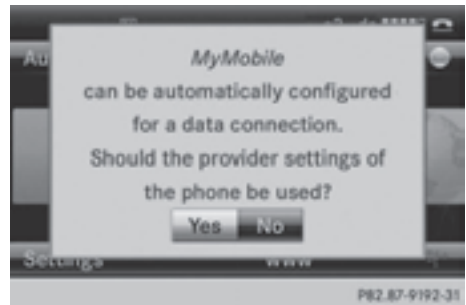 Au
MyMobile
can be automatically configured
for a data connection.
Should the provider settings of
the phone be used?
Yes No
Settings www
P82.87-9192-31